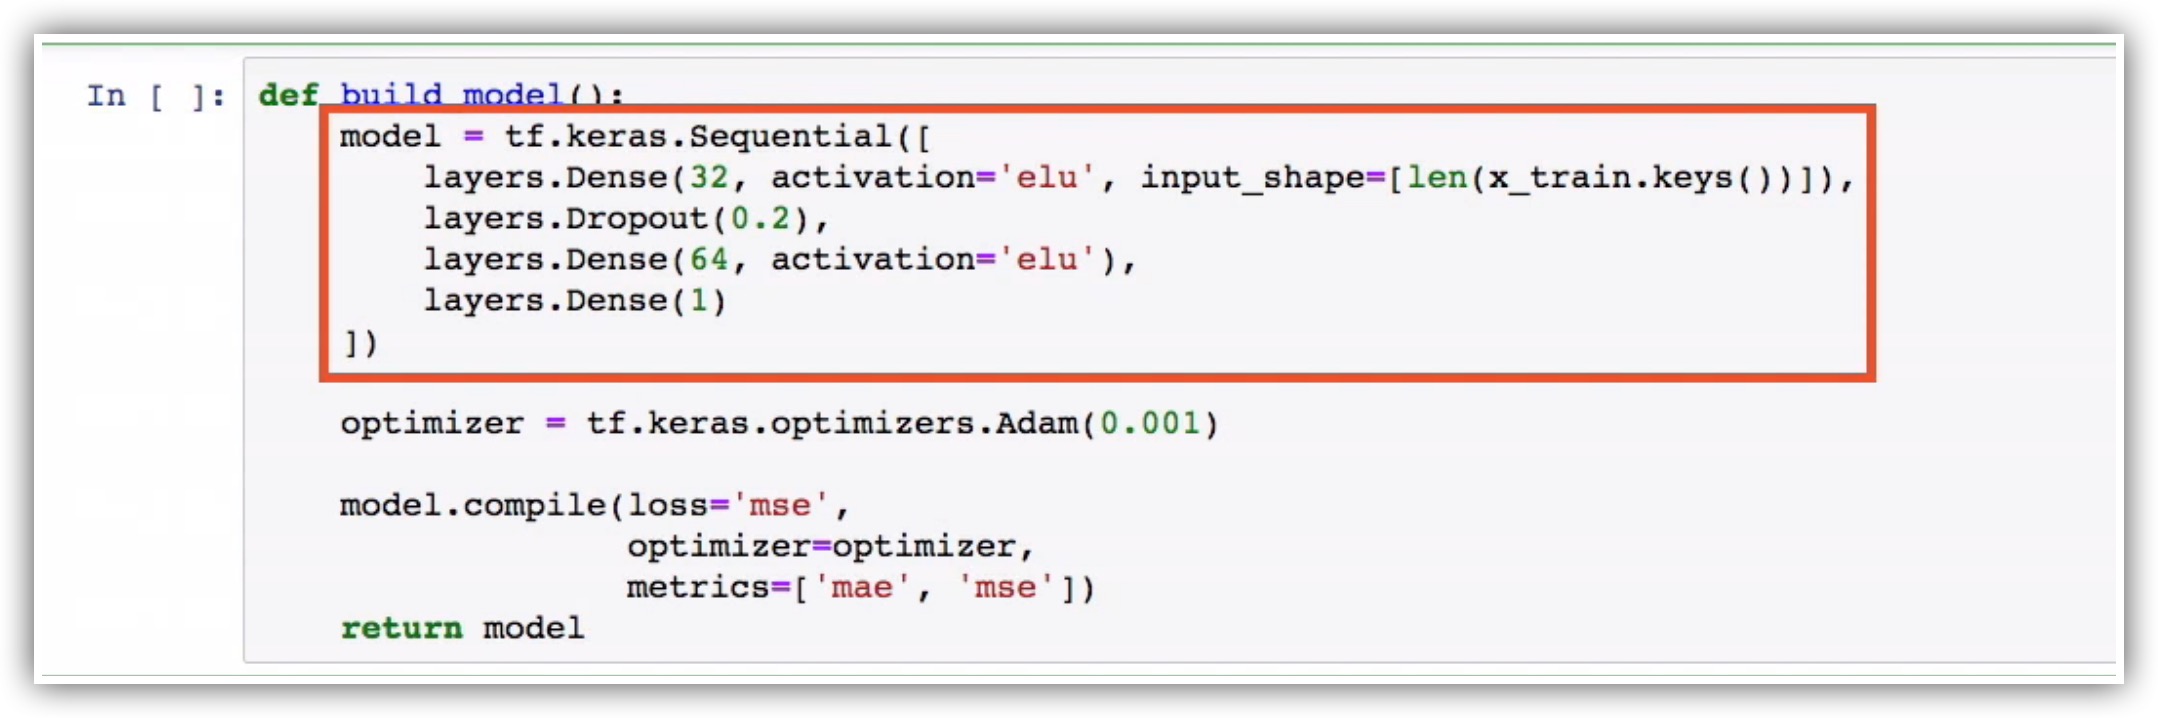 In [ ]: def build_model():
model = tf.keras.Sequential([
layers.Dense(32, activation='elu', input_shape=[len(x_train.keys())]),
layers.Dropout(0.2),
layers.Dense(64, activation='elu'),
layers.Dense(1)
])
optimizer = tf.keras.optimizers.Adam(0.001)
model.compile(loss='mse',
optimizer=optimizer,
metrics=['mae', 'mse'])
return model